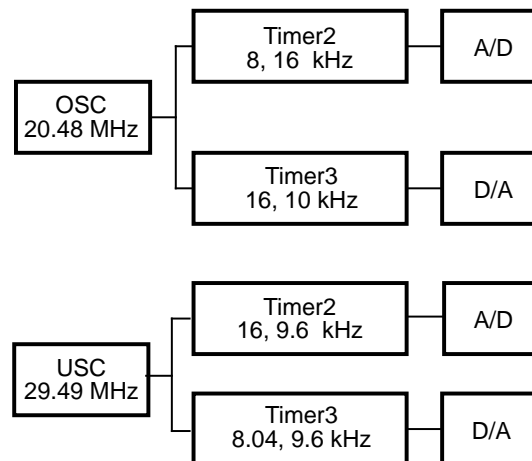 Timer2
8, 16 kHz
A/D
OSC
20.48 MHz
Timer3
16, 10 kHz
D/A
Timer2
16, 9.6 kHz
A/D
USC
29.49 MHz
Timer3
8.04, 9.6 kHz
D/A